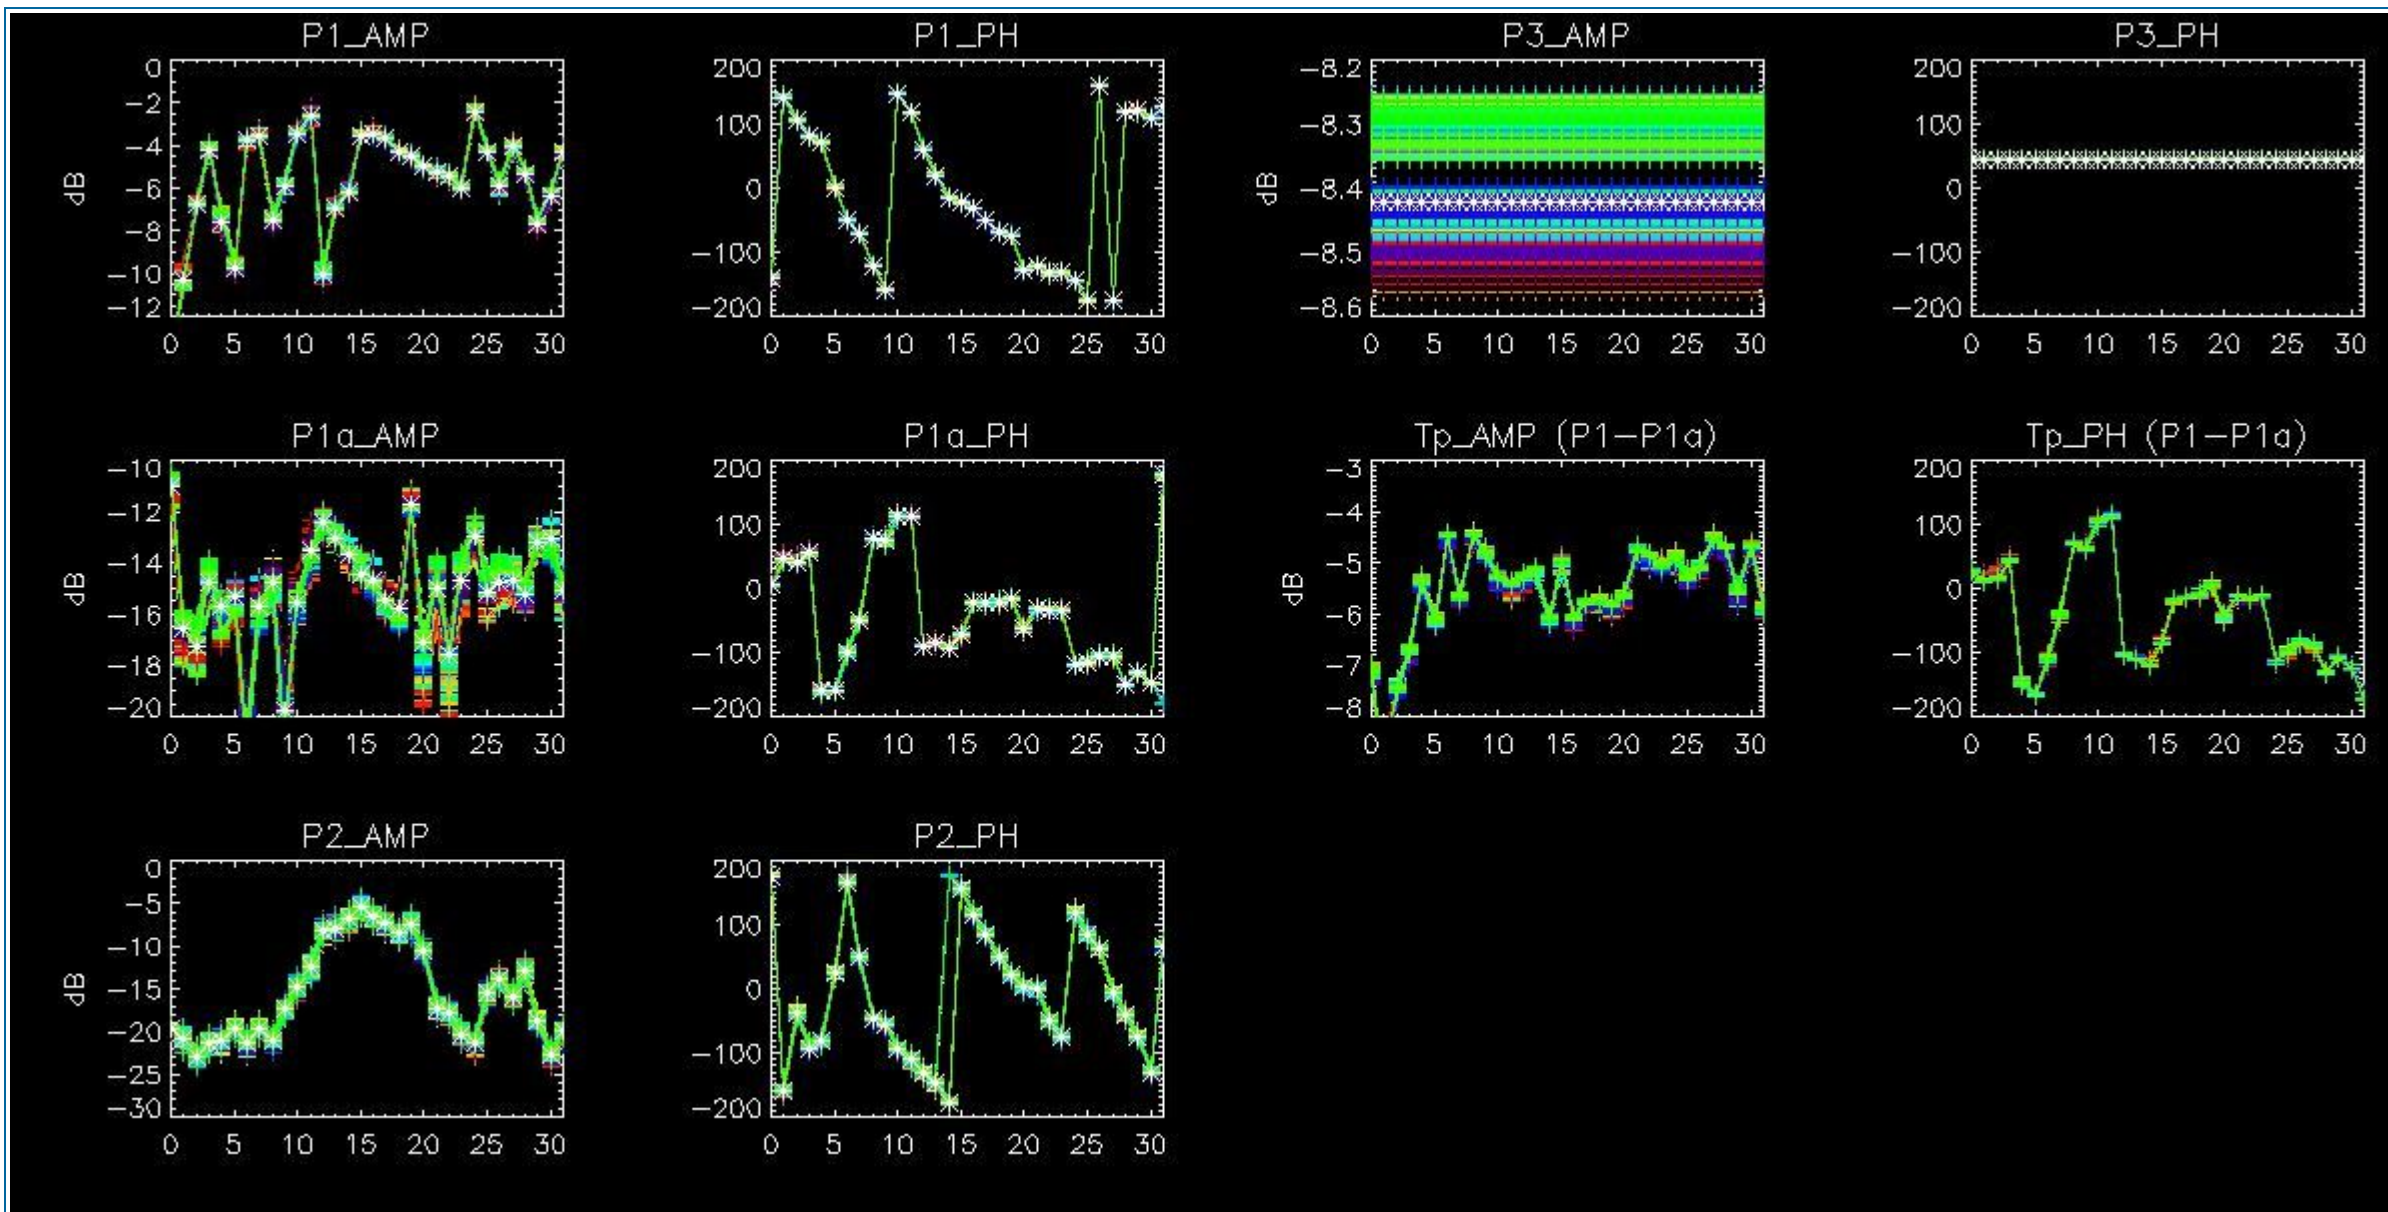 P1_AMP P1_PH P3_AMP P3_PH
0 200 −8.2 200
−2 100 −8.3 100
−4 0 −8.4 0
−6 −100 −8.5 −100
−8 −200 −8.6 −200
−10
−12
dB dB
0 5 10 15 20 25 30 0 5 10 15 20 25 30 0 5 10 15 20 25 30 0 5 10 15 20 25 30
P1a_AMP P1a_PH Tp_AMP (P1−P1a) Tp_PH (P1−P1a)
−10 200 −3 200
−12 100 −4 100
−14 0 −5 0
−16 −100 −6 −100
−18 −200 −7 −200
−20 −8
dB dB
0 5 10 15 20 25 30 0 5 10 15 20 25 30 0 5 10 15 20 25 30 0 5 10 15 20 25 30
P2_AMP P2_PH
0 200
−5 100
−10 0
−15 −100
−20 −200
−25
−30
dB
0 5 10 15 20 25 30 0 5 10 15 20 25 30